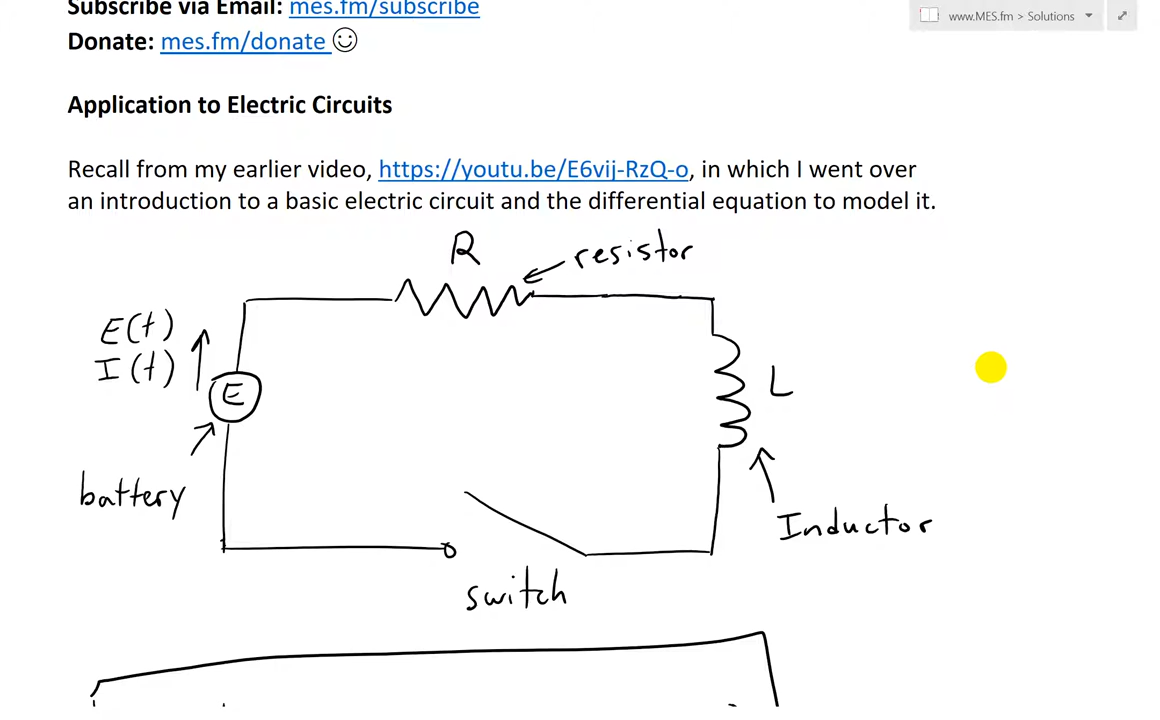 Subscribe via Email: mes.fm/subscribe
www.MES.fm > Solutions
Donate: mes.fm/donate
Application to Electric Circuits
Recall from my earlier video, https://youtu.be/E6vij-RzQ-o, in which I went over
an introduction to a basic electric circuit and the differential equation to model it.
R
resistor
E(t)
I(t)
E
L
battery
Inductor
switch